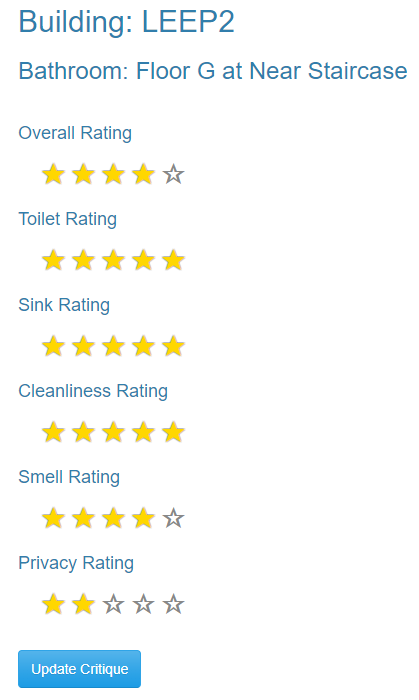 Building: LEEP2
Bathroom: Floor G at Near Staircase
Overall Rating
Toilet Rating
Sink Rating
Cleanliness Rating
Smell Rating
Privacy Rating
Update Critique